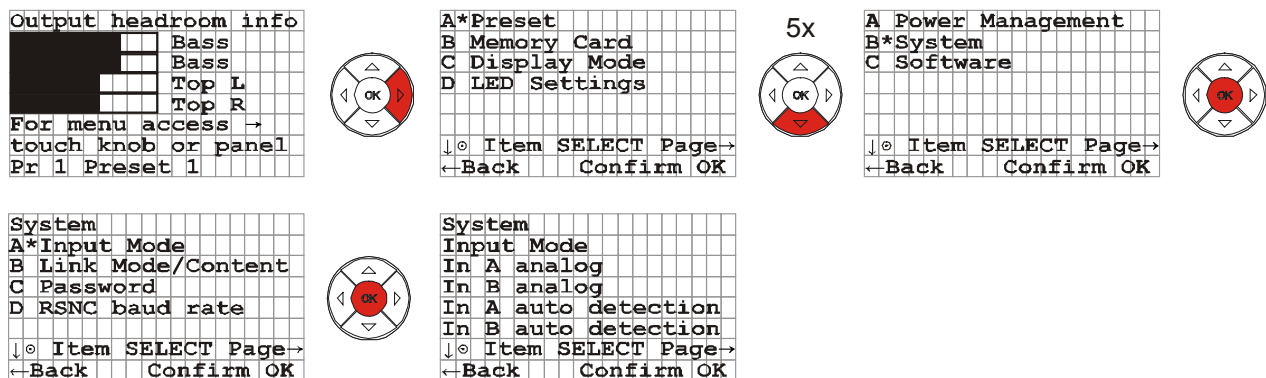 Output headroom info
Bass
Bass
Top L
Top R
For menu access →
touch knob or panel
Pr 1 Preset 1
OK
A*Preset
B Memory Card
C Display Mode
D LED Settings
↓⊙ Item SELECT Page→
←Back Confirm OK
5x
OK
A Power Management
B*System
C Software
↓⊙ Item SELECT Page→
←Back Confirm OK
OK
System
A*Input Mode
B Link Mode/Content
C Password
D RSNC baud rate
↓⊙ Item SELECT Page→
←Back Confirm OK
OK
System
Input Mode
In A analog
In B analog
In A auto detection
In B auto detection
↓⊙ Item SELECT Page→
←Back Confirm OK